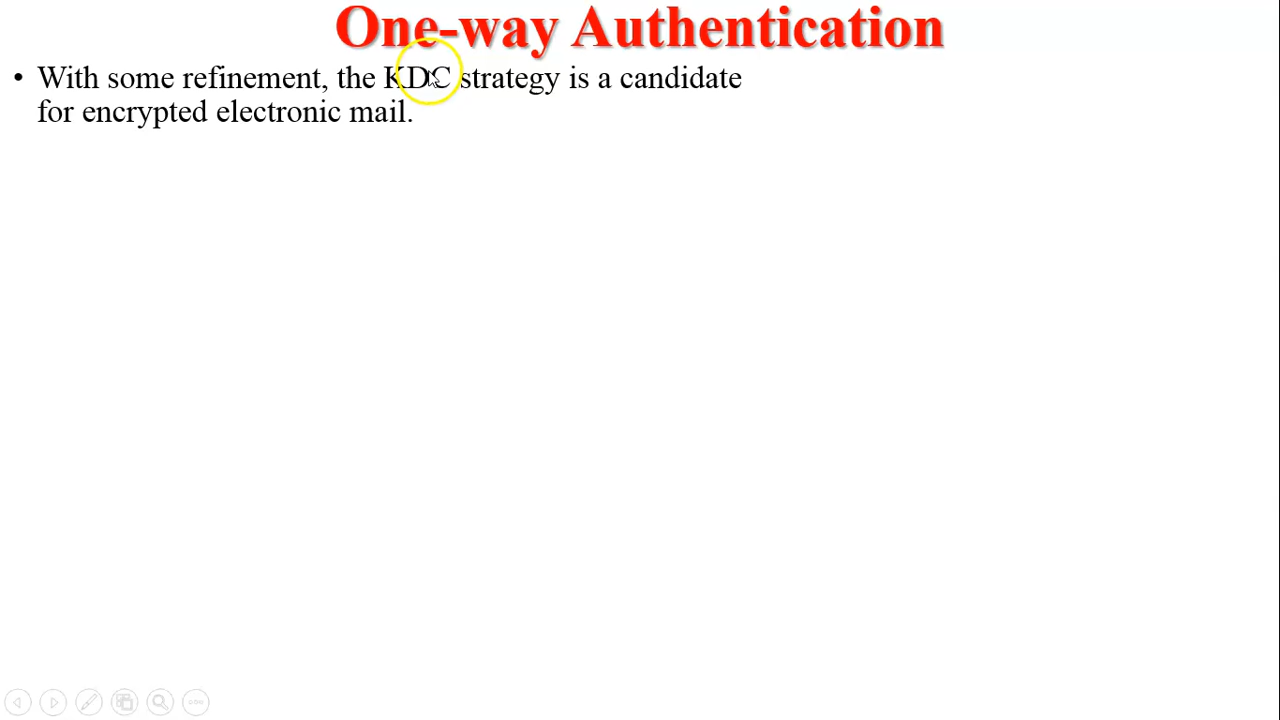 One-way Authentication
• With some refinement, the KDC strategy is a candidate
for encrypted electronic mail.